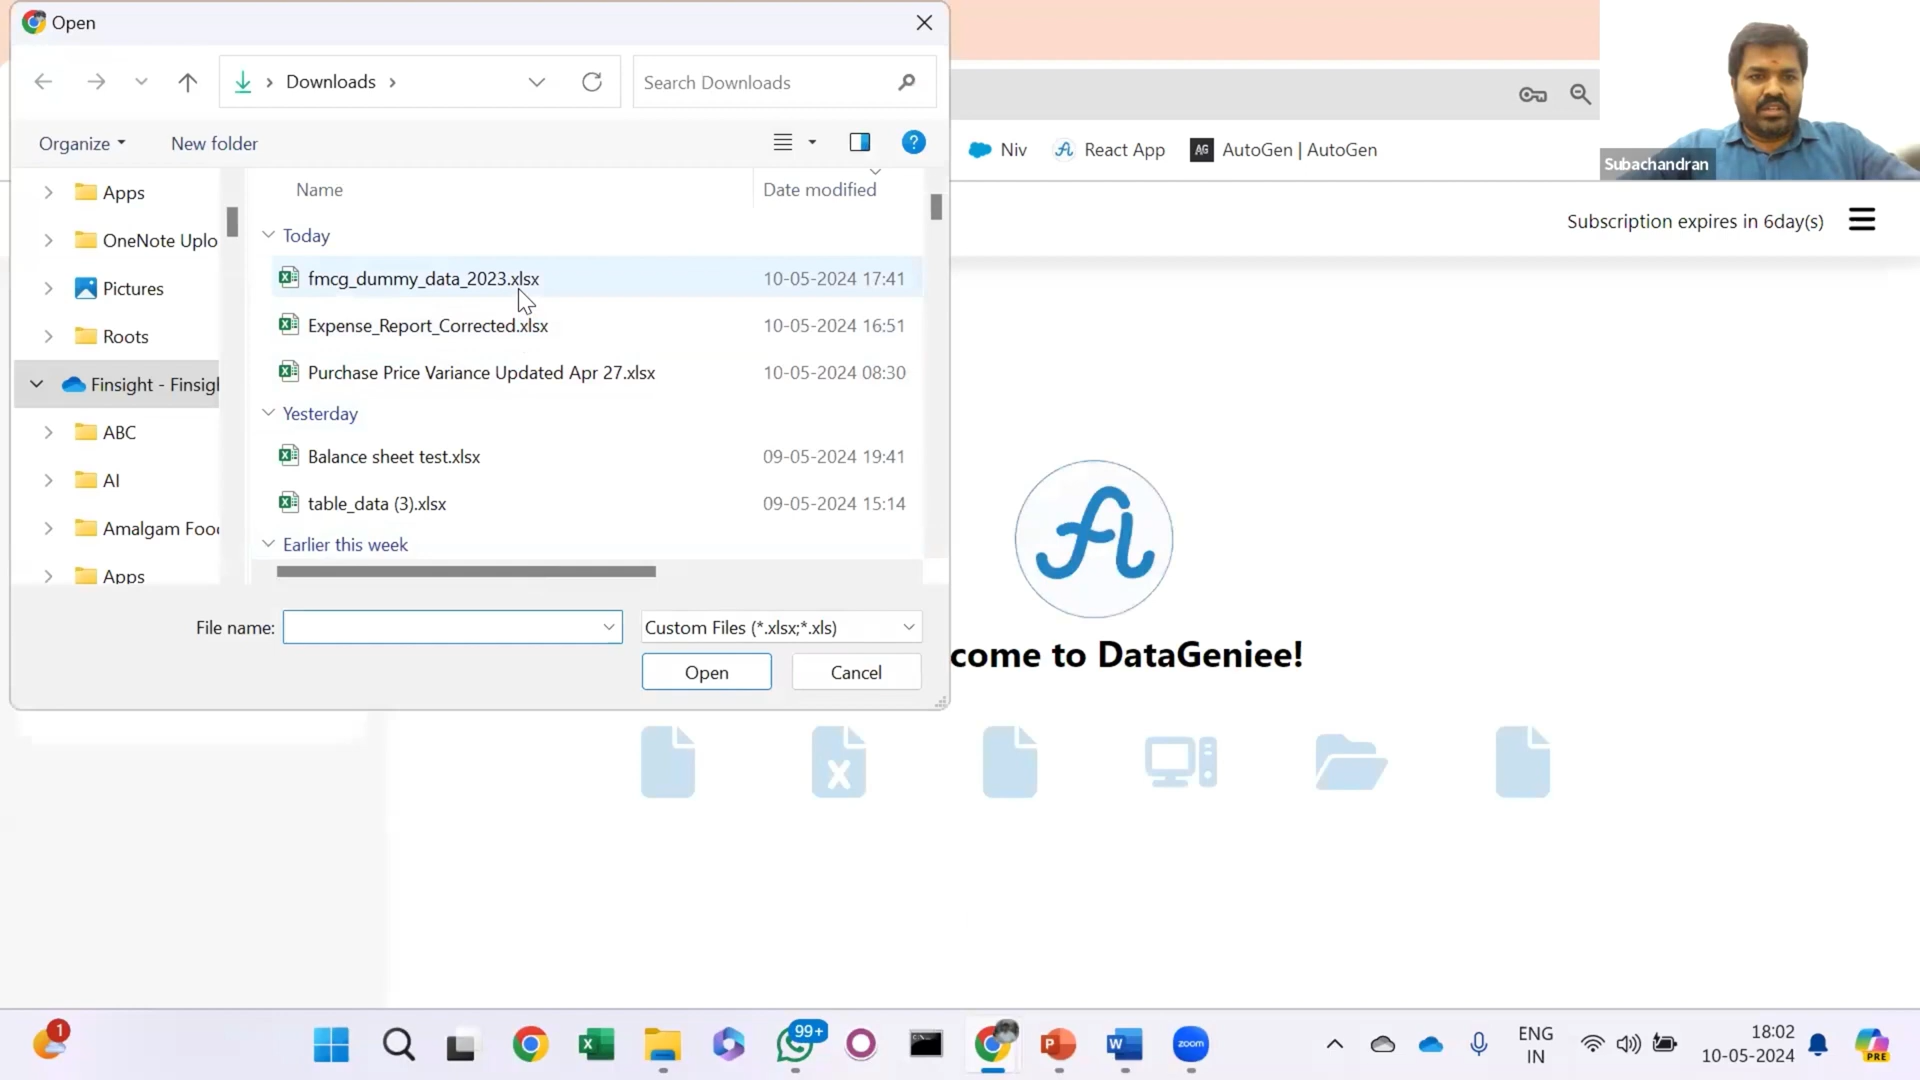 Open
Downloads
Search Downloads
Organize
New folder
Niv
React App
AG
AutoGen | AutoGen
Subachandran
Apps
OneNote Uplo
Pictures
Roots
Finsight - Finsigh
ABC
AI
Amalgam Foo
Apps
Name
Date modified
Today
fmcg_dummy_data_2023.xlsx
10-05-2024 17:41
Expense_Report_Corrected.xlsx
10-05-2024 16:51
Purchase Price Variance Updated Apr 27.xlsx
10-05-2024 08:30
Yesterday
Balance sheet test.xlsx
09-05-2024 19:41
table_data (3).xlsx
09-05-2024 15:14
Earlier this week
File name:
Custom Files (*.xlsx;*.xls)
Open
Cancel
Subscription expires in 6day(s)
come to DataGeniee!
1
99+
zoom
ENG
IN
18:02
10-05-2024
PRE